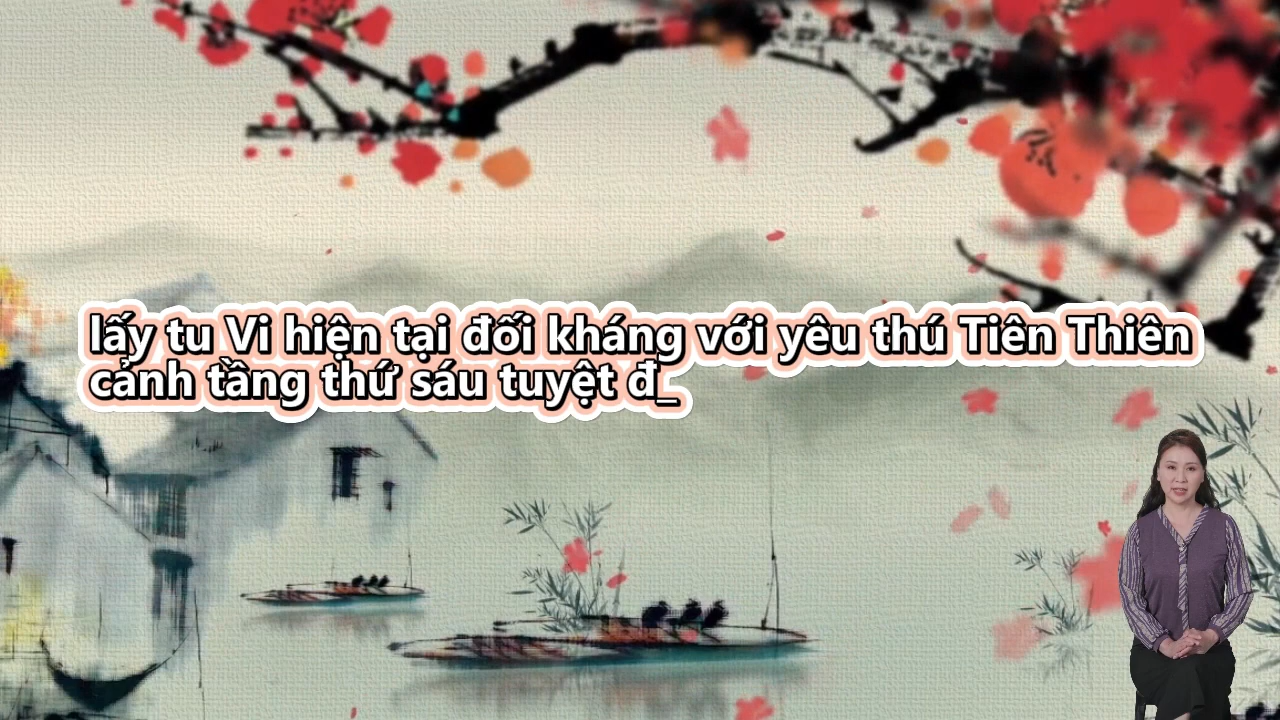 lấy tu Vi hiện tại đối kháng với yêu thú Tiên Thiên
cảnh tầng thứ sáu tuyệt đ_